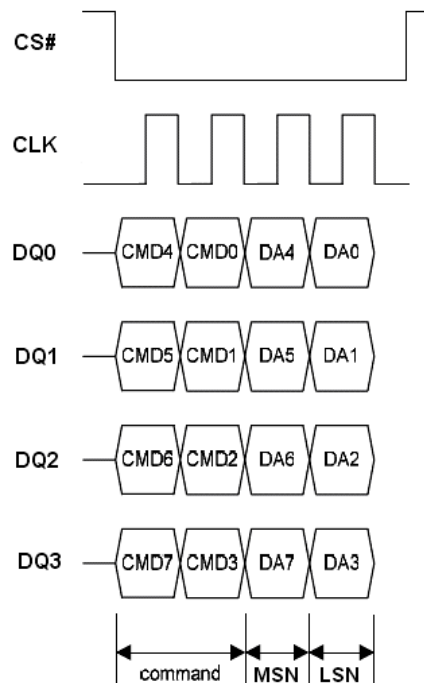 CS#
CLK
DQ0 CMD4 CMD0 DA4 DA0
DQ1 CMD5 CMD1 DA5 DA1
DQ2 CMD6 CMD2 DA6 DA2
DQ3 CMD7 CMD3 DA7 DA3
command MSN LSN